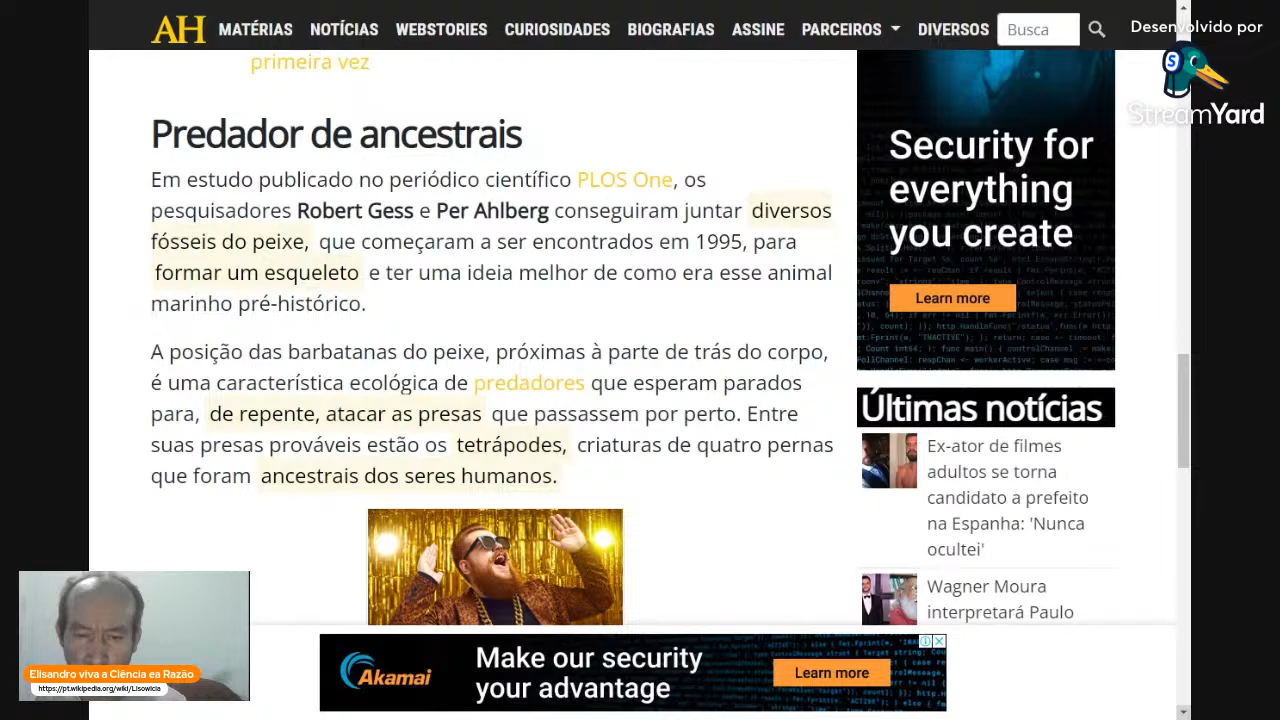 AH MATÉRIAS NOTÍCIAS WEBSTORIES CURIOSIDADES BIOGRAFIAS ASSINE PARCEIROS DIVERSOS Busca
Desenvolvido por
StreamYard
primeira vez
Predador de ancestrais
Em estudo publicado no periódico científico PLOS One, os
pesquisadores Robert Gess e Per Ahlberg conseguiram juntar diversos
fósseis do peixe, que começaram a ser encontrados em 1995, para
formar um esqueleto e ter uma ideia melhor de como era esse animal
marinho pré-histórico.
A posição das barbatanas do peixe, próximas à parte de trás do corpo,
é uma característica ecológica de predadores que esperam parados
para, de repente, atacar as presas que passassem por perto. Entre
suas presas prováveis estão os tetrápodes, criaturas de quatro pernas
que foram ancestrais dos seres humanos.
Security for
everything
you create
Learn more
Últimas notícias
Ex-ator de filmes
adultos se torna
candidato a prefeito
na Espanha: 'Nunca
ocultei'
Wagner Moura
interpretará Paulo
Elisandro viva a Ciência ea Razão
https://pt.wikipedia.org/wiki/Lisowicia
Akamai
Make our security
your advantage
Learn more